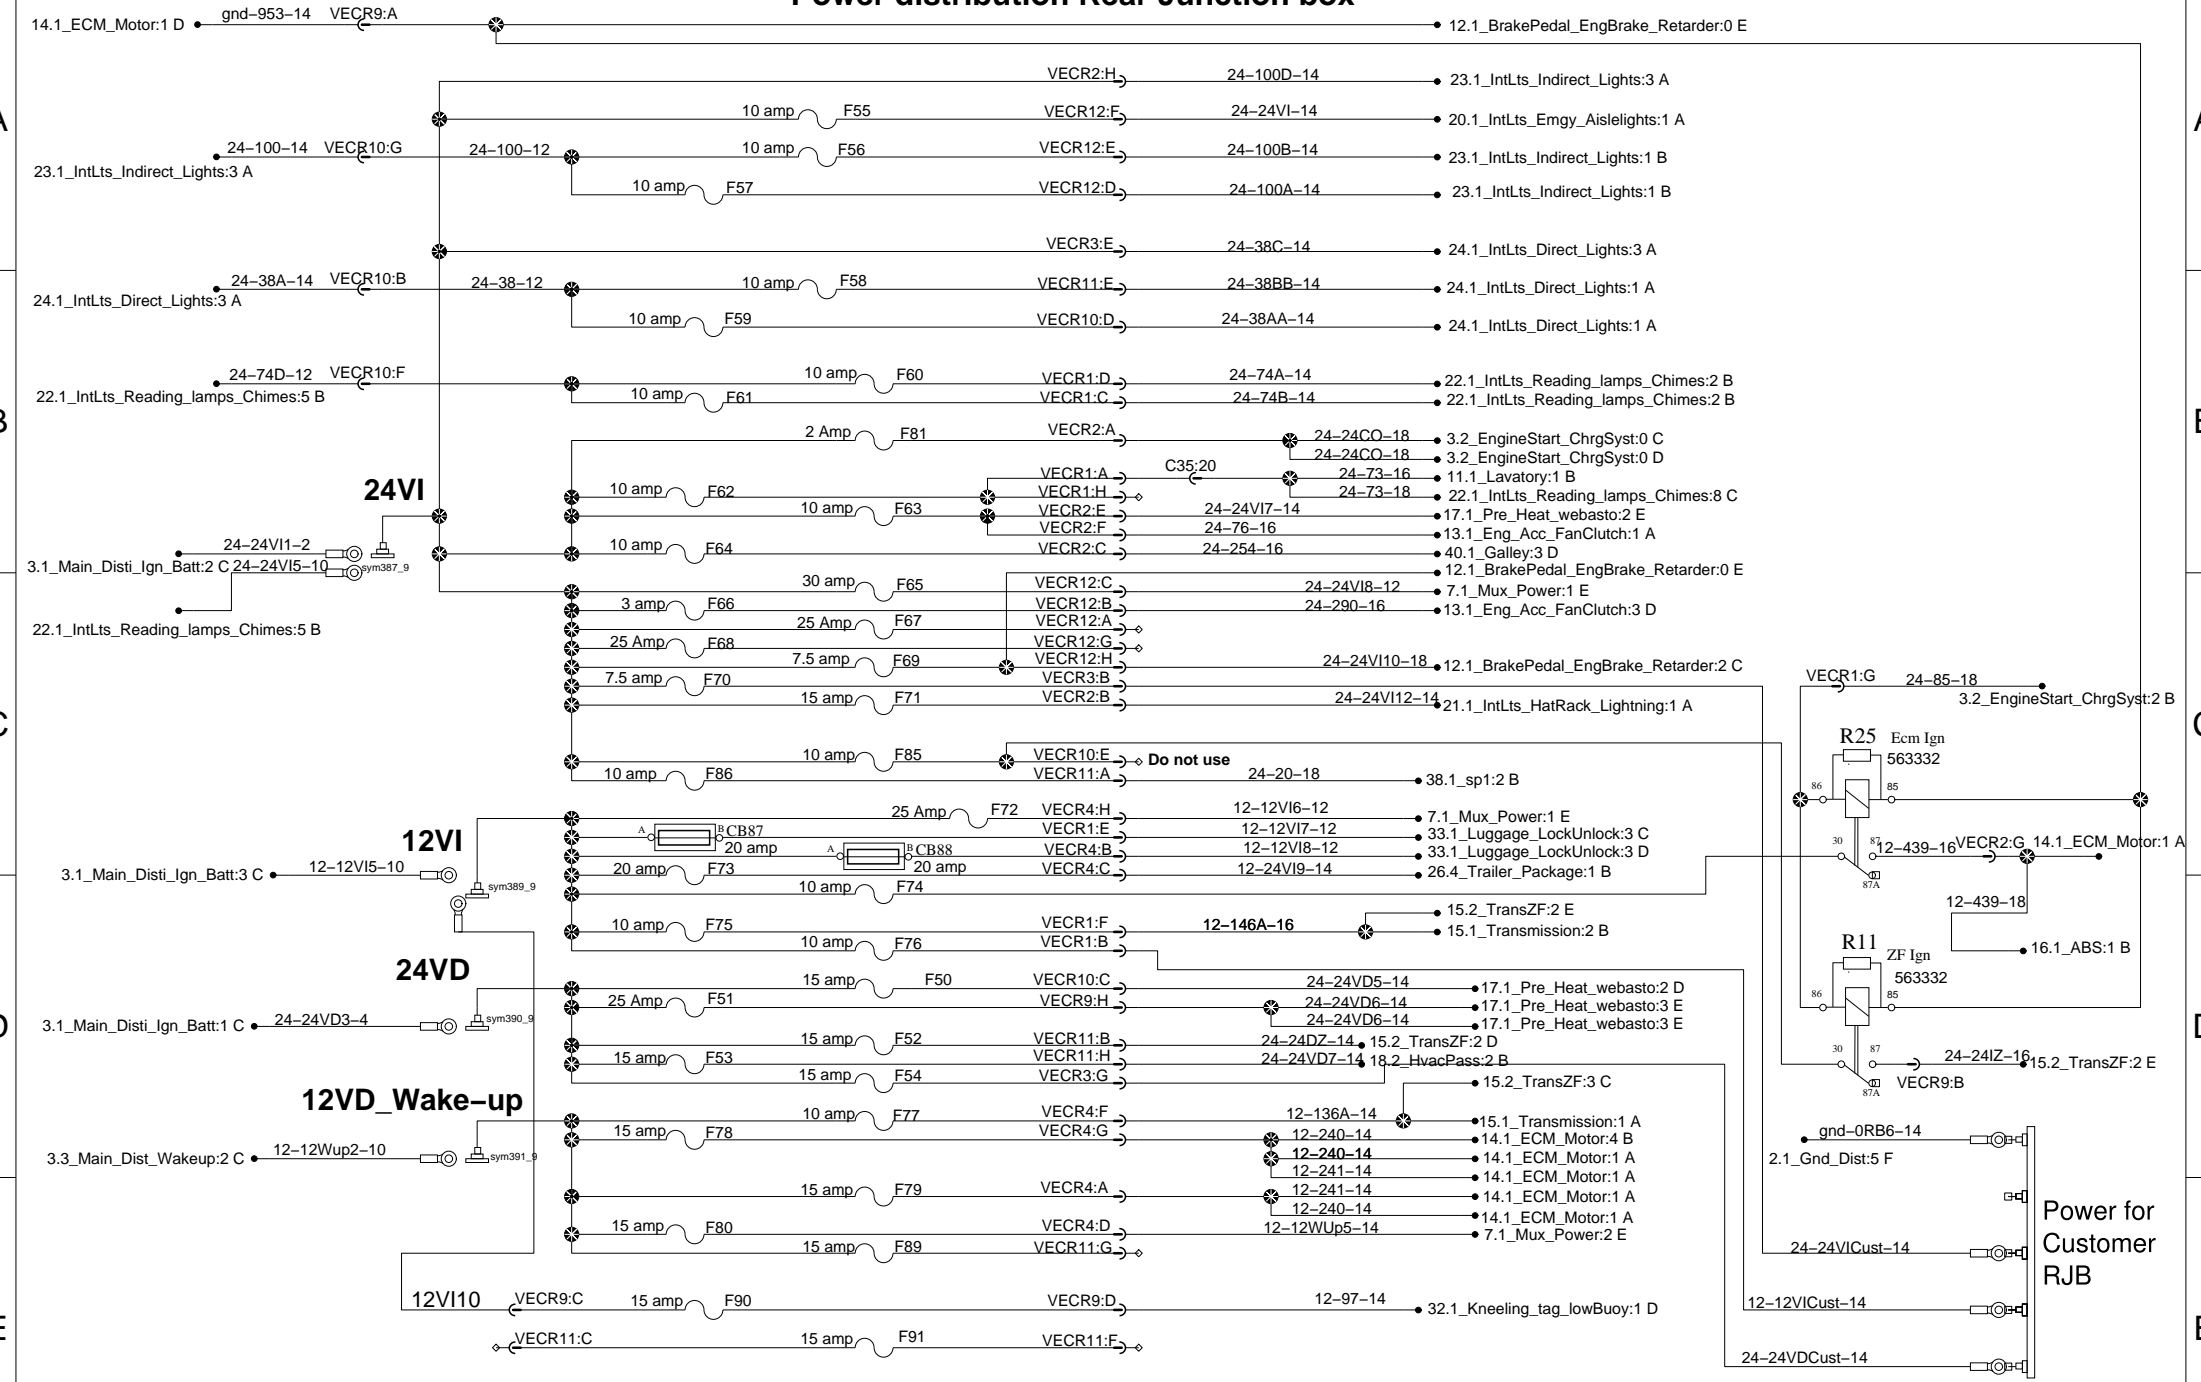 Power distribution Rear Junction box
14.1_ECM_Motor:1 D gnd−953−14 VECR9:A 12.1_BrakePedal_EngBrake_Retarder:0 E
VECR2:H 24−100D−14 23.1_IntLts_Indirect_Lights:3 A
A 10 amp F55 VECR12:F 24−24VI−14 20.1_IntLts_Emgy_Aislelights:1 A A
24−100−14 VECR10:G 24−100−12 10 amp F56 VECR12:E 24−100B−14 23.1_IntLts_Indirect_Lights:1 B
23.1_IntLts_Indirect_Lights:3 A
10 amp F57 VECR12:D 24−100A−14 23.1_IntLts_Indirect_Lights:1 B
VECR3:E 24−38C−14 24.1_IntLts_Direct_Lights:3 A
24−38A−14 VECR10:B 24−38−12 10 amp F58 VECR11:E 24−38BB−14 24.1_IntLts_Direct_Lights:1 A
24.1_IntLts_Direct_Lights:3 A
10 amp F59 VECR10:D 24−38AA−14 24.1_IntLts_Direct_Lights:1 A
24−74D−12 VECR10:F 10 amp F60 VECR1:D 24−74A−14 22.1_IntLts_Reading_lamps_Chimes:2 B
22.1_IntLts_Reading_lamps_Chimes:5 B 10 amp F61 VECR1:C 24−74B−14 22.1_IntLts_Reading_lamps_Chimes:2 B
B B
2 Amp F81 VECR2:A 24−24CO−18 3.2_EngineStart_ChrgSyst:0 C
24−24CO−18 3.2_EngineStart_ChrgSyst:0 D
VECR1:A C35:20 24−73−16 11.1_Lavatory:1 B
24VI 10 amp F62 VECR1:H 24−73−18 22.1_IntLts_Reading_lamps_Chimes:8 C
10 amp F63 VECR2:E 24−24VI7−14 17.1_Pre_Heat_webasto:2 E
VECR2:F 24−76−16 13.1_Eng_Acc_FanClutch:1 A
24−24VI1−2 10 amp F64 VECR2:C 24−254−16 40.1_Galley:3 D
3.1_Main_Disti_Ign_Batt:2 C 24−24VI5−10 sym387_9 12.1_BrakePedal_EngBrake_Retarder:0 E
30 amp F65 VECR12:C 24−24VI8−12 7.1_Mux_Power:1 E
3 amp F66 VECR12:B 24−290−16 13.1_Eng_Acc_FanClutch:3 D
22.1_IntLts_Reading_lamps_Chimes:5 B 25 Amp F67 VECR12:A
25 Amp F68 VECR12:G
7.5 amp F69 VECR12:H 24−24VI10−18 12.1_BrakePedal_EngBrake_Retarder:2 C
7.5 amp F70 VECR3:B VECR1:G 24−85−18
15 amp F71 VECR2:B 24−24VI12−14 21.1_IntLts_HatRack_Lightning:1 A 3.2_EngineStart_ChrgSyst:2 B
C C
R25 Ecm Ign
563332
10 amp F85 VECR10:E Do not use
10 amp F86 VECR11:A 24−20−18 38.1_sp1:2 B
86 85
25 Amp F72 VECR4:H 12−12VI6−12 7.1_Mux_Power:1 E
12VI A B CB87 VECR1:E 12−12VI7−12 33.1_Luggage_LockUnlock:3 C
20 amp A B CB88 VECR4:B 12−12VI8−12 33.1_Luggage_LockUnlock:3 D
30 87 12−439−16 VECR2:G 14.1_ECM_Motor:1 A
3.1_Main_Disti_Ign_Batt:3 C 12−12VI5−10 20 amp F73 20 amp VECR4:C 12−24VI9−14 26.4_Trailer_Package:1 B
sym389_9 10 amp F74 87A
12−439−18
15.2_TransZF:2 E
10 amp F75 VECR1:F 12−146A−16 15.1_Transmission:2 B
10 amp F76 VECR1:B 16.1_ABS:1 B
R11 ZF Ign
563332
24VD 15 amp F50 VECR10:C 24−24VD5−14 17.1_Pre_Heat_webasto:2 D
86 85
25 Amp F51 VECR9:H 24−24VD6−14 17.1_Pre_Heat_webasto:3 E
D 3.1_Main_Disti_Ign_Batt:1 C 24−24VD3−4 sym390_9 24−24VD6−14 17.1_Pre_Heat_webasto:3 E D
15 amp F52 VECR11:B 24−24DZ−14 15.2_TransZF:2 D
15 amp F53 VECR11:H 24−24VD7−14 18.2_HvacPass:2 B
30 87 24−24IZ−16 15.2_TransZF:2 E
87A VECR9:B
15 amp F54 VECR3:G 15.2_TransZF:3 C
12VD_Wake−up 10 amp F77 VECR4:F 12−136A−14 15.1_Transmission:1 A
15 amp F78 VECR4:G 12−240−14 14.1_ECM_Motor:4 B
gnd−0RB6−14
2.1_Gnd_Dist:5 F
3.3_Main_Dist_Wakeup:2 C 12−12Wup2−10 sym391_9 12−240−14 14.1_ECM_Motor:1 A
12−241−14 14.1_ECM_Motor:1 A
15 amp F79 VECR4:A 12−241−14 14.1_ECM_Motor:1 A
12−240−14 14.1_ECM_Motor:1 A
15 amp F80 VECR4:D 12−12WUp5−14 7.1_Mux_Power:2 E
15 amp F89 VECR11:G
Power for
Customer
RJB
24−24VICust−14
12VI10 VECR9:C 15 amp F90 VECR9:D 12−97−14 32.1_Kneeling_tag_lowBuoy:1 D
12−12VICust−14
E E
VECR11:C 15 amp F91 VECR11:F
24−24VDCust−14